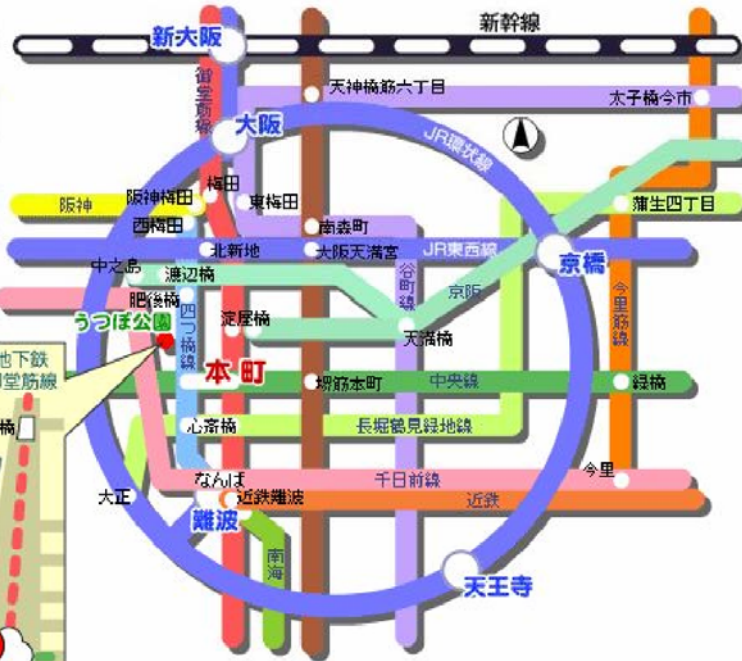 新幹線
新大阪
御堂筋線
天神橋筋六丁目
太子橋今市
大阪
JR環状線
阪神
阪神梅田
梅田
東梅田
蒲生四丁目
西梅田
南森町
北新地
大阪天満宮
JR東西線
京橋
中之島
渡辺橋
谷町線
京阪
今里筋線
肥後橋
うつぼ公園
四つ橋線
淀屋橋
天満橋
地下鉄
堂筋線
本町
堺筋本町
中央線
緑橋
橋
心斎橋
長堀鶴見緑地線
なんば
千日前線
今里
大正
近鉄難波
近鉄
難波
南海
天王寺